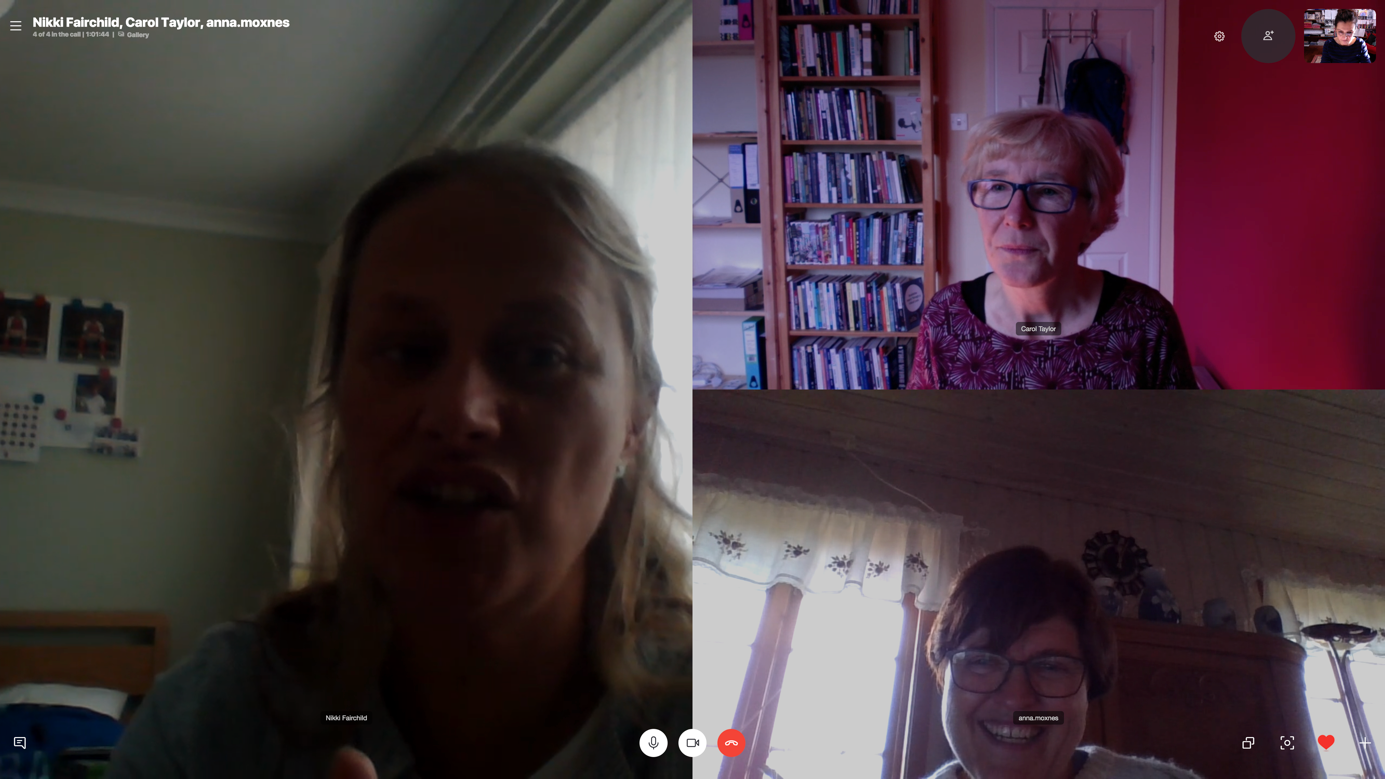 Nikki Fairchild, Carol Taylor, anna.moxnes
4 of 4 in the call | 1:01:44 | Gallery
Carol Taylor
Nikki Fairchild
anna.moxnes